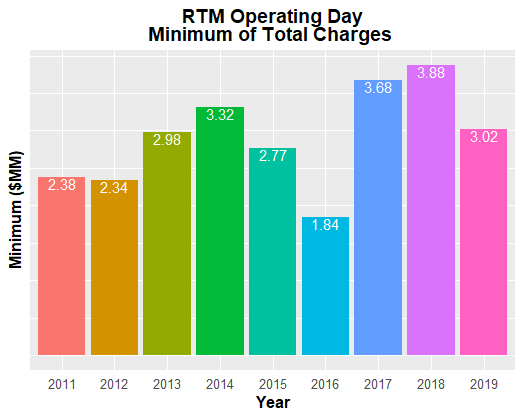 RTM Operating Day
Minimum of Total Charges
Minimum ($MM)
2.38
2.34
2.98
3.32
2.77
1.84
3.68
3.88
3.02
2011 2012 2013 2014 2015 2016 2017 2018 2019
Year